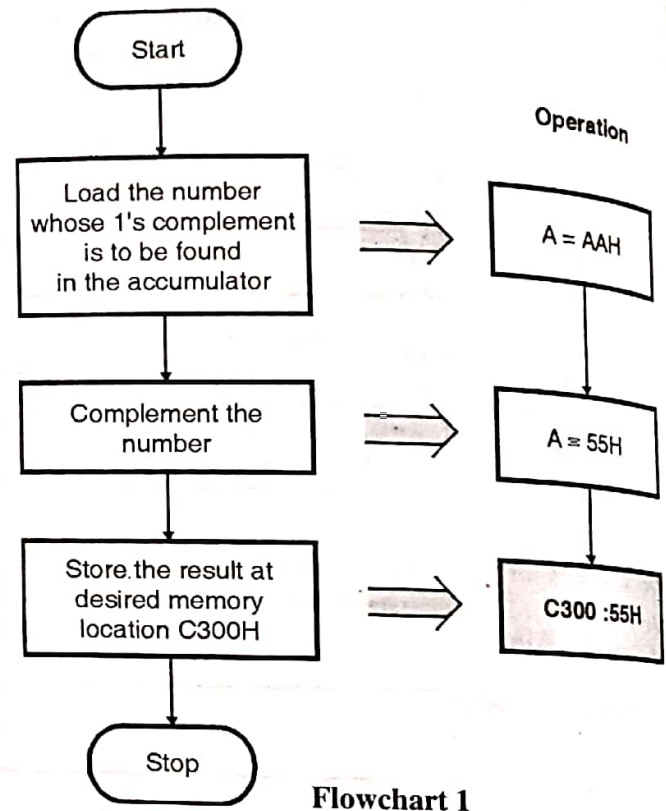 Start
Operation
Load the number
whose 1's complement
is to be found
in the accumulator
A = AAH
Complement the
number
A = 55H
Store.the result at
desired memory
location C300H
C300 :55H
Stop
Flowchart 1